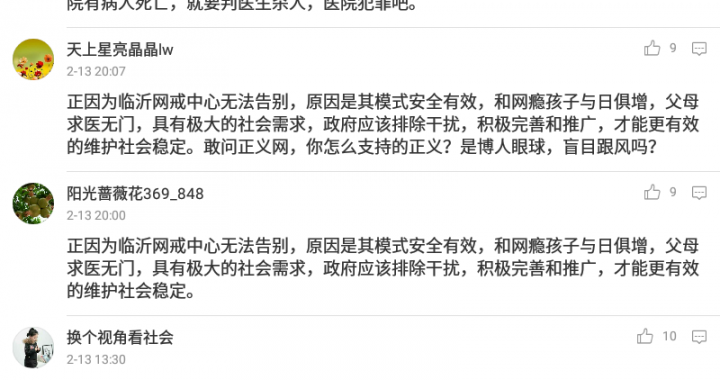 院有病人死亡，就要判医生杀人，医院犯罪吧。
天上星亮晶晶lw
9
2-13 20:07
正因为临沂网戒中心无法告别，原因是其模式安全有效，和网瘾孩子与日俱增，父母
求医无门，具有极大的社会需求，政府应该排除干扰，积极完善和推广，才能更有效
的维护社会稳定。敢问正义网，你怎么支持的正义？是博人眼球，盲目跟风吗？
阳光蔷薇花369_848
9
2-13 20:00
正因为临沂网戒中心无法告别，原因是其模式安全有效，和网瘾孩子与日俱增，父母
求医无门，具有极大的社会需求，政府应该排除干扰，积极完善和推广，才能更有效
的维护社会稳定。
换个视角看社会
10
2-13 13:30